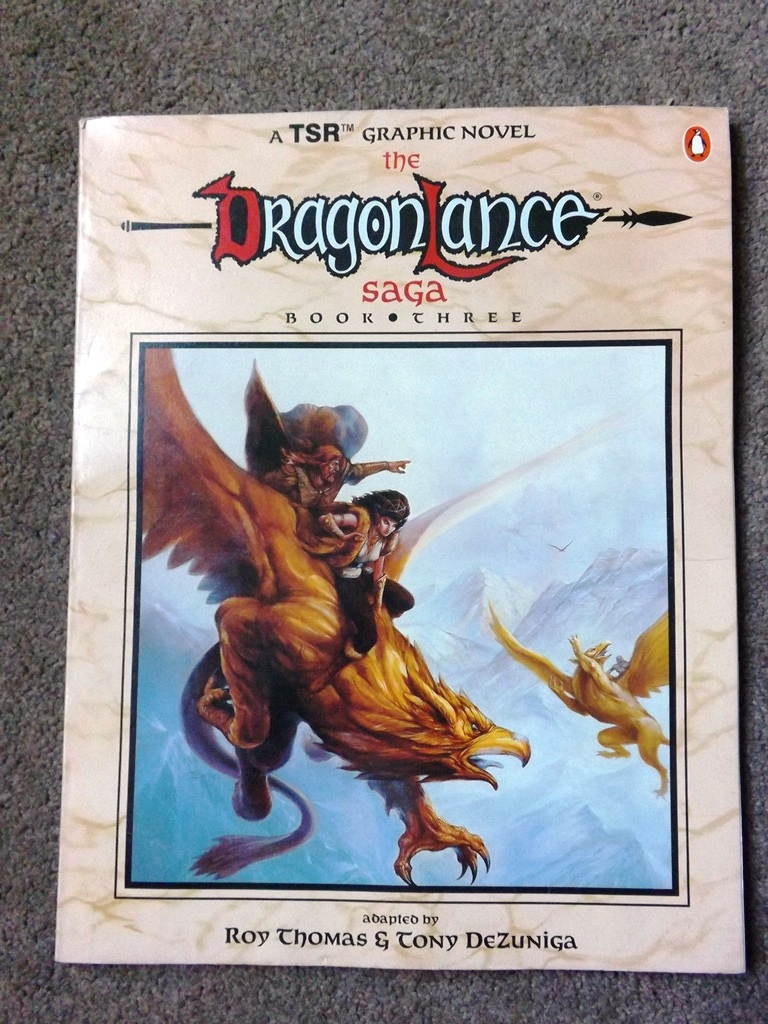 A TSR™ GRAPHIC NOVEL
the
DragonLance®
SAGA
BOOK • THREE
adapted by
Roy Thomas & Tony DeZuniga